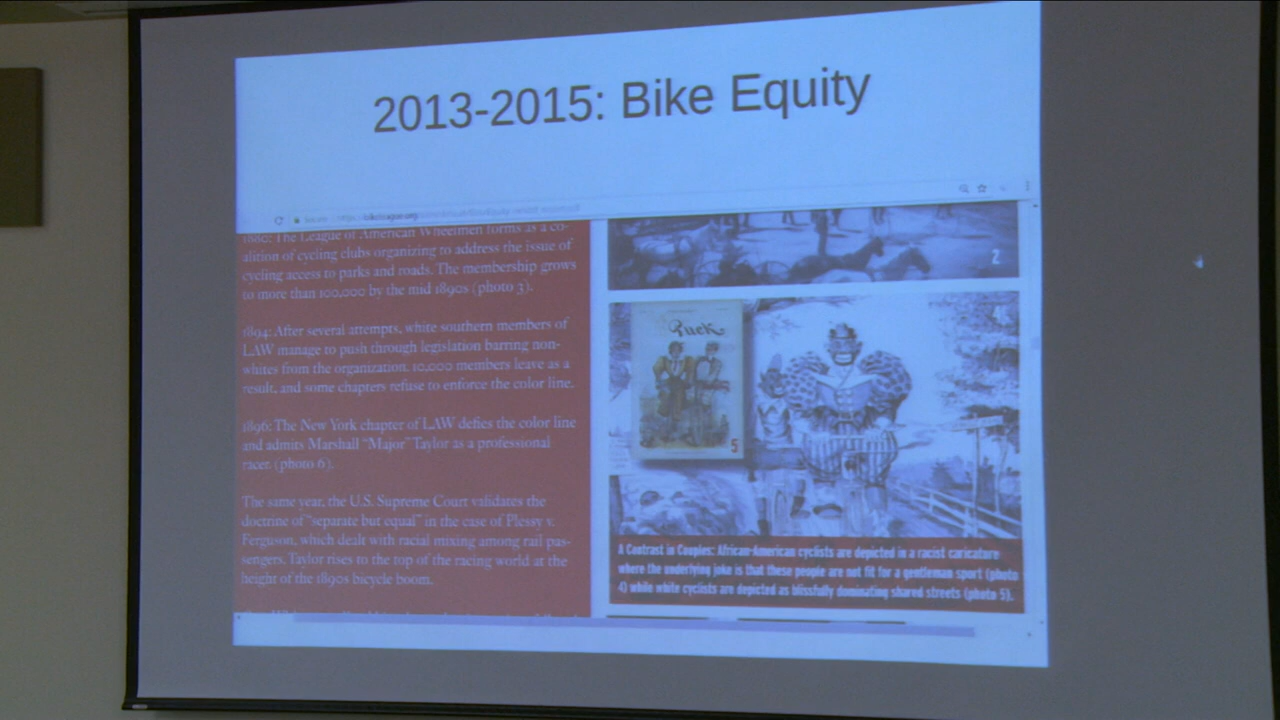 2013-2015: Bike Equity
bikeleague.org
1880: The League of American Wheelmen forms as a co-
alition of cycling clubs organizing to address the issue of
cycling access to parks and roads. The membership grows
to more than 100,000 by the mid 1890s (photo 3).
1894: After several attempts, white southern members of
LAW manage to push through legislation barring non-
whites from the organization. 10,000 members leave as a
result, and some chapters refuse to enforce the color line.
1896: The New York chapter of LAW defies the color line
and admits Marshall "Major" Taylor as a professional
racer. (photo 6).
The same year, the U.S. Supreme Court validates the
doctrine of "separate but equal" in the case of Plessy v.
Ferguson, which dealt with racial mixing among rail pas-
sengers. Taylor rises to the top of the racing world at the
height of the 1890s bicycle boom.
2
Puck
5
A Contrast in Couples: African-American cyclists are depicted in a racist caricature
where the underlying joke is that these people are not fit for a gentleman sport (photo
4) while white cyclists are depicted as blissfully dominating shared streets (photo 5).